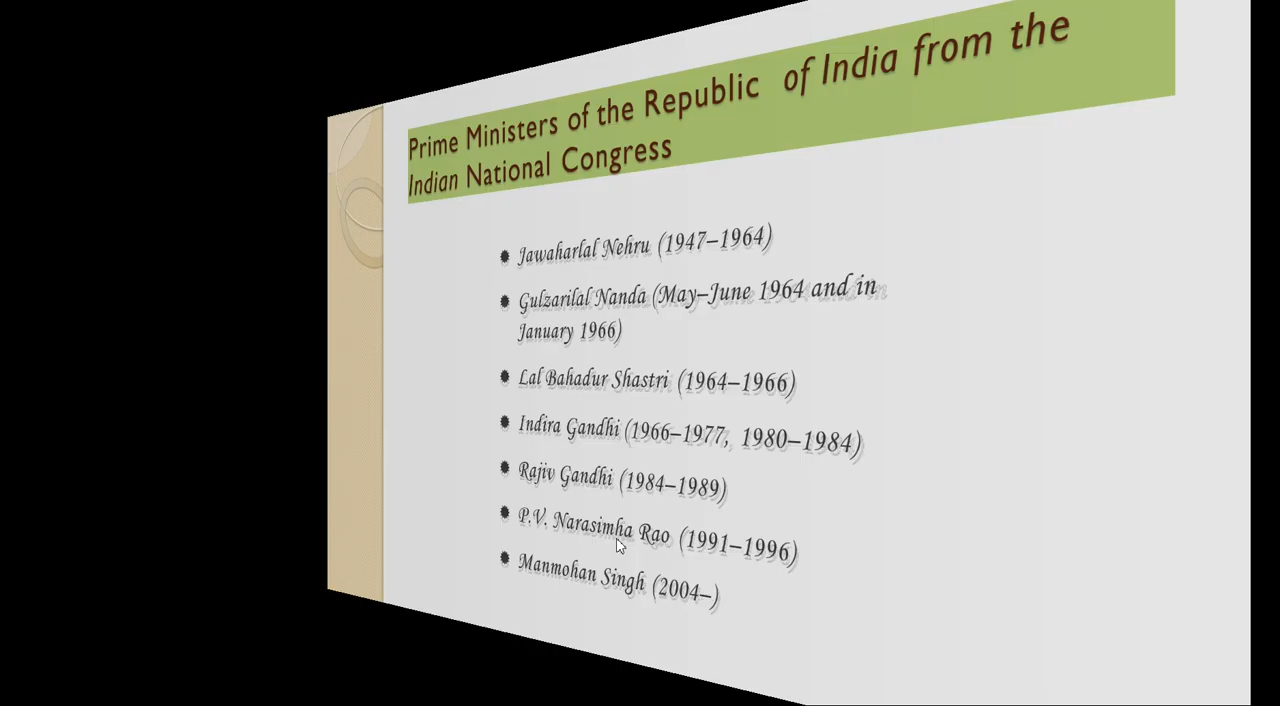 Prime Ministers of the Republic of India from the
Indian National Congress
Jawaharlal Nehru (1947–1964)
Gulzarilal Nanda (May–June 1964 and in
January 1966)
Lal Bahadur Shastri (1964–1966)
Indira Gandhi (1966–1977, 1980–1984)
Rajiv Gandhi (1984–1989)
P.V. Narasimha Rao (1991–1996)
Manmohan Singh (2004–)